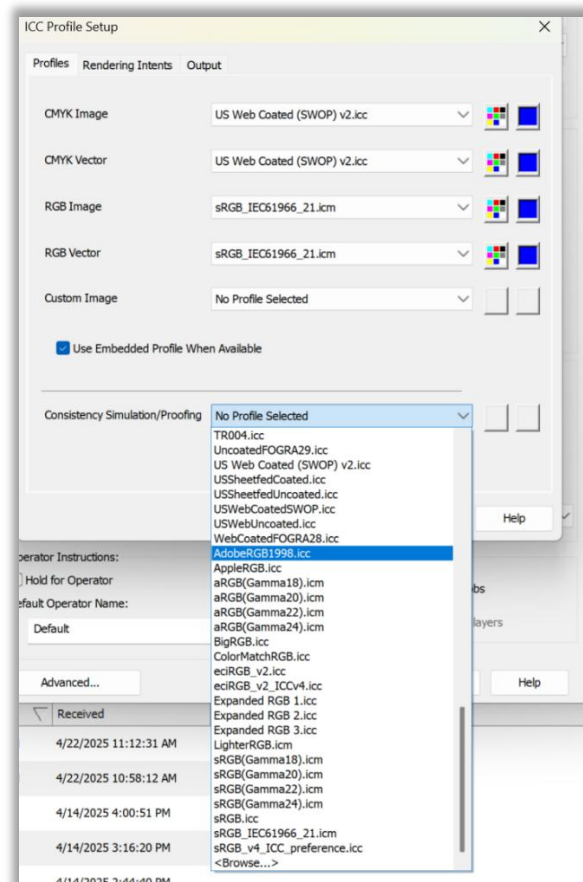 ICC Profile Setup
Profiles Rendering Intents Output
CMYK Image US Web Coated (SWOP) v2.icc
CMYK Vector US Web Coated (SWOP) v2.icc
RGB Image sRGB_IEC61966_21.icm
RGB Vector sRGB_IEC61966_21.icm
Custom Image No Profile Selected
Use Embedded Profile When Available
Consistency Simulation/Proofing No Profile Selected
TR004.icc
UncoatedFOGRA29.icc
US Web Coated (SWOP) v2.icc
USSheetfedCoated.icc
USSheetfedUncoated.icc
USWebCoatedSWOP.icc
USWebUncoated.icc
Help
WebCoatedFOGRA28.icc
AdobeRGB1998.icc
perator Instructions:
AppleRGB.icc
Hold for Operator
aRGB(Gamma18).icm
bs
aRGB(Gamma20).icm
efault Operator Name:
aRGB(Gamma22).icm
aRGB(Gamma24).icm
ayers
Default
BigRGB.icc
ColorMatchRGB.icc
eciRGB_v2.icc
Advanced...
Help
eciRGB_v2_ICCv4.icc
Expanded RGB 1.icc
Received
Expanded RGB 2.icc
Expanded RGB 3.icc
4/22/2025 11:12:31 AM
LighterRGB.icm
sRGB(Gamma18).icm
4/22/2025 10:58:12 AM
sRGB(Gamma20).icm
sRGB(Gamma22).icm
4/14/2025 4:00:51 PM
sRGB(Gamma24).icm
sRGB.icc
sRGB_IEC61966_21.icm
4/14/2025 3:16:20 PM
sRGB_v4_ICC_preference.icc
<Browse...>
4/14/2025 2:44:40 PM